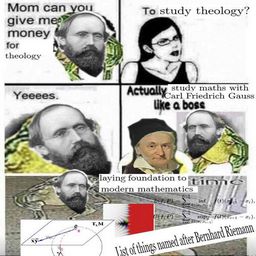 Mom can you
give me
money
for
theology
To study theology?
Yeeees.
Actually study maths with
Carl Friedrich Gauss
like a boss
laying foundation to
modern mathematics
List of things named after Bernhard Riemann